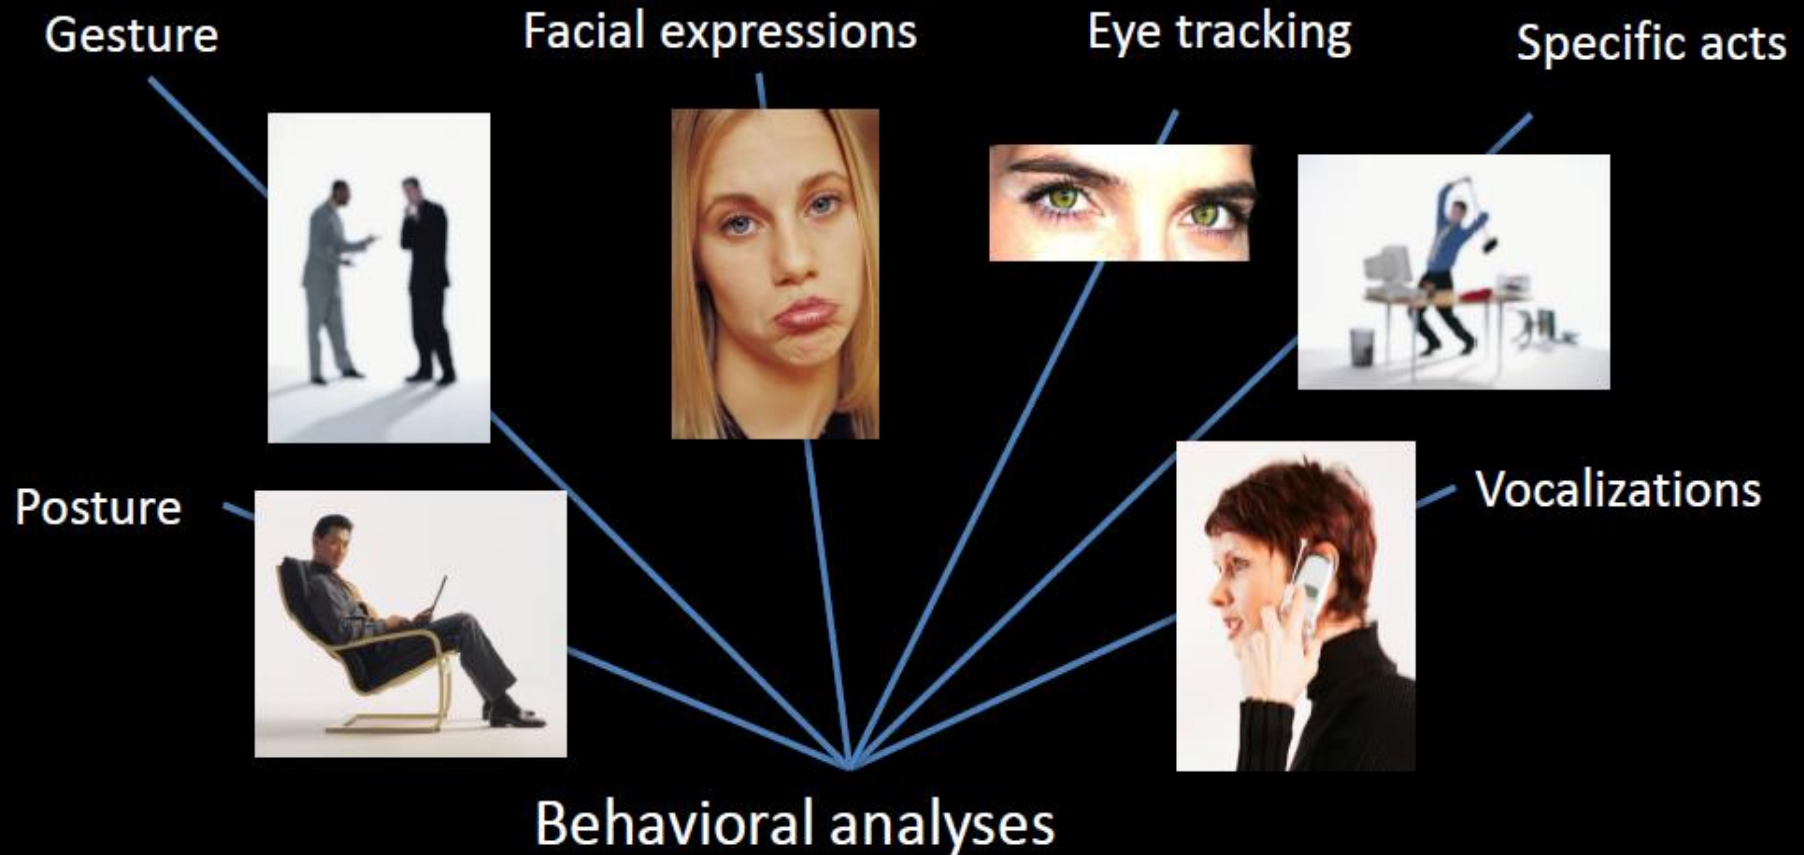 Gesture
Facial expressions
Eye tracking
Specific acts
Posture
Vocalizations
Behavioral analyses